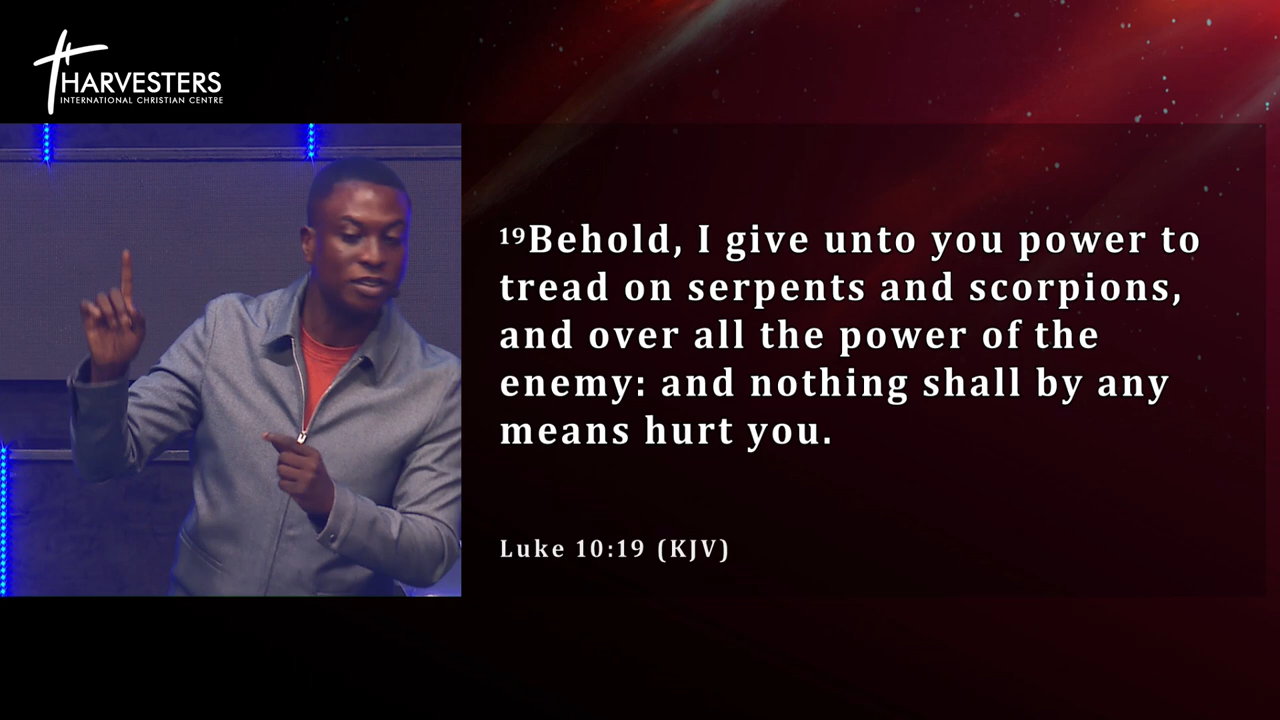 HARVESTERS
INTERNATIONAL CHRISTIAN CENTRE
¹⁹Behold, I give unto you power to
tread on serpents and scorpions,
and over all the power of the
enemy: and nothing shall by any
means hurt you.
Luke 10:19 (KJV)